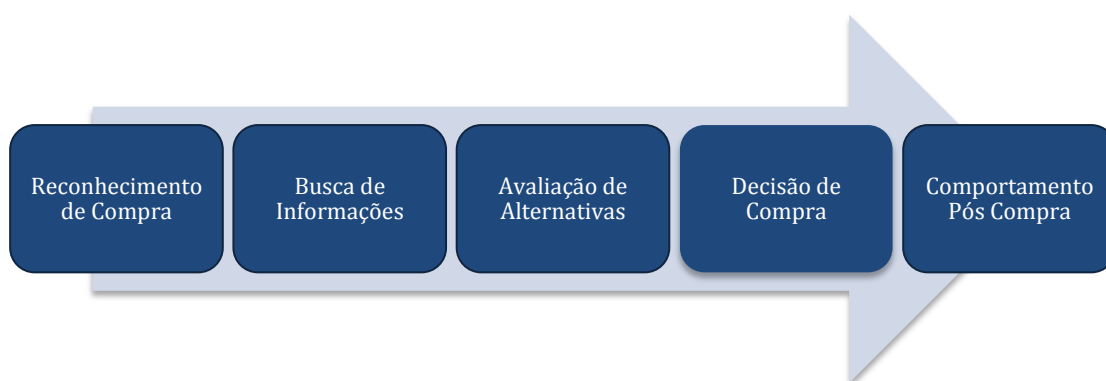 Reconhecimento
de Compra
Busca de
Informações
Avaliação de
Alternativas
Decisão de
Compra
Comportamento
Pós Compra